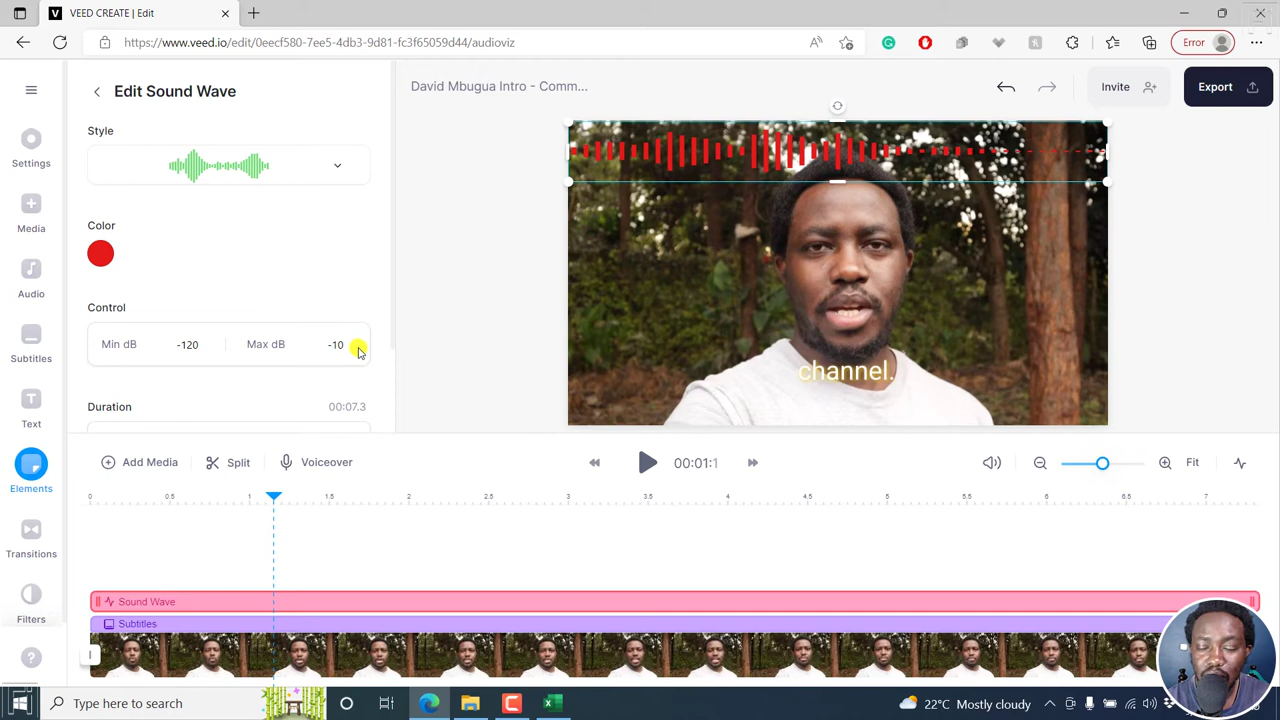 VEED CREATE | Edit
https://www.veed.io/edit/0eecf580-7ee5-4db3-9d81-fc3f65059d44/audioviz
Error
Edit Sound Wave
David Mbugua Intro - Comm...
Invite
Export
Settings
Media
Audio
Subtitles
Text
Elements
Transitions
Filters
Style
Color
Control
Min dB -120 Max dB -10
Duration 00:07.3
channel.
Add Media
Split
Voiceover
00:01:1
Fit
0 0.5 1 1.5 2 2.5 3 3.5 4 4.5 5 5.5 6 6.5 7
Sound Wave
Subtitles
Type here to search
22°C Mostly cloudy